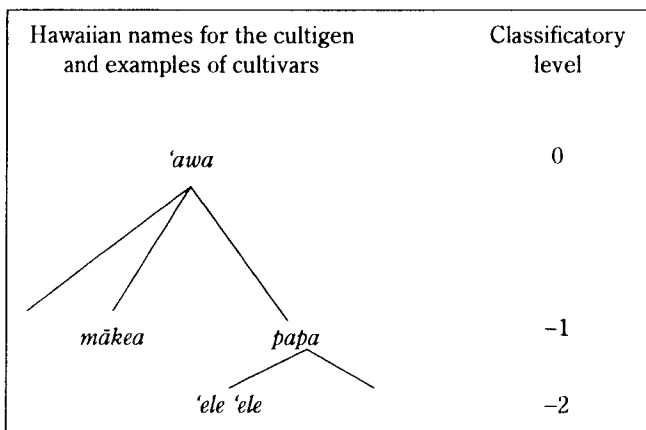 Hawaiian names for the cultigen
and examples of cultivars
Classificatory
level
‘awa
0
mākea
papa
–1
‘ele ‘ele
–2